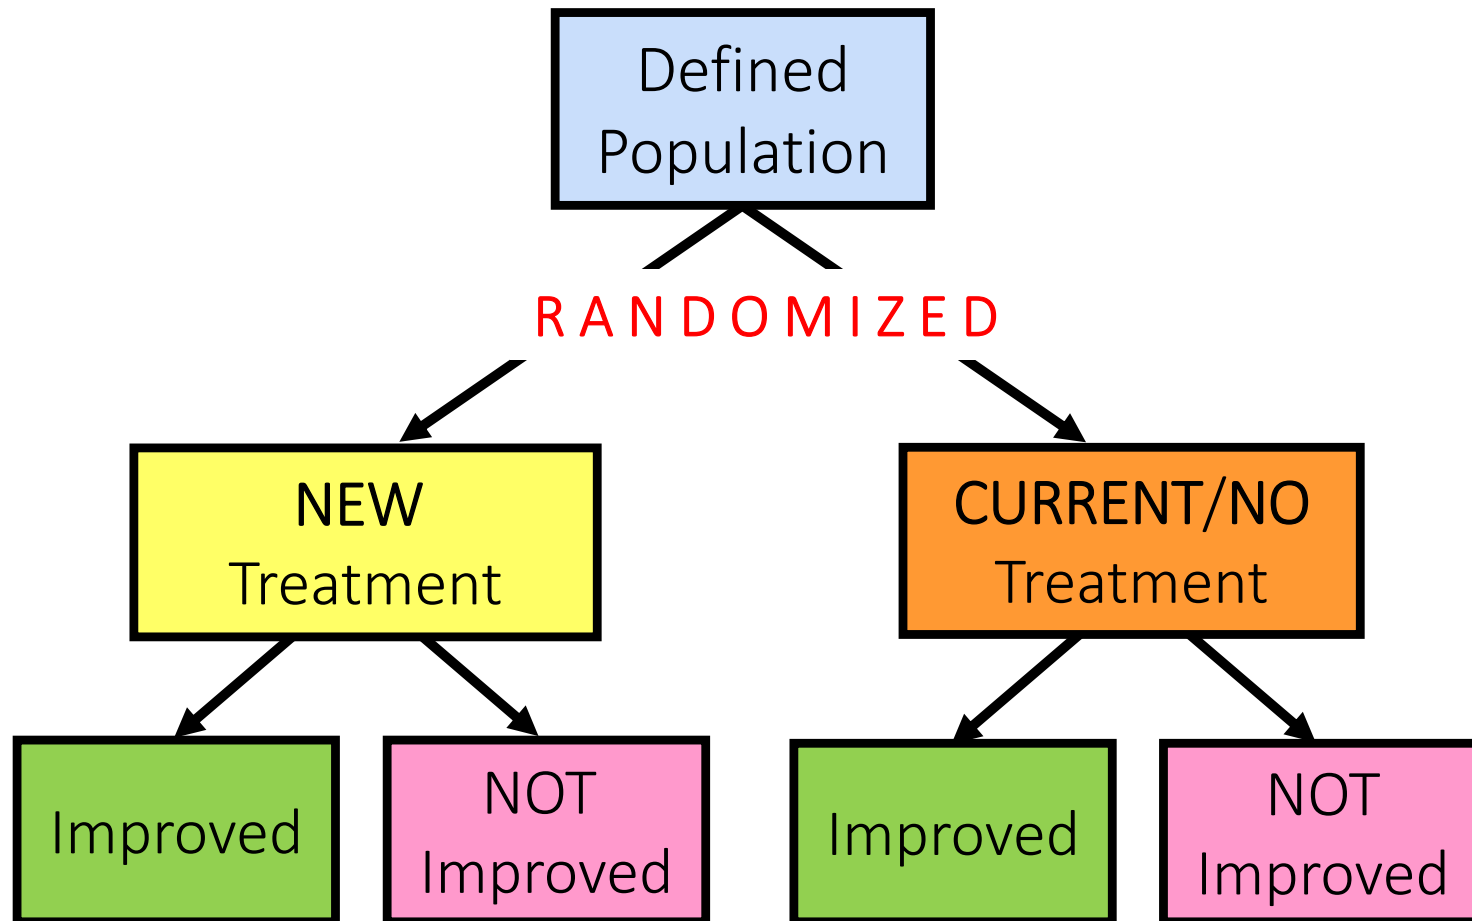 Defined
Population
RANDOMIZED
NEW
Treatment
CURRENT/NO
Treatment
Improved
NOT
Improved
Improved
NOT
Improved